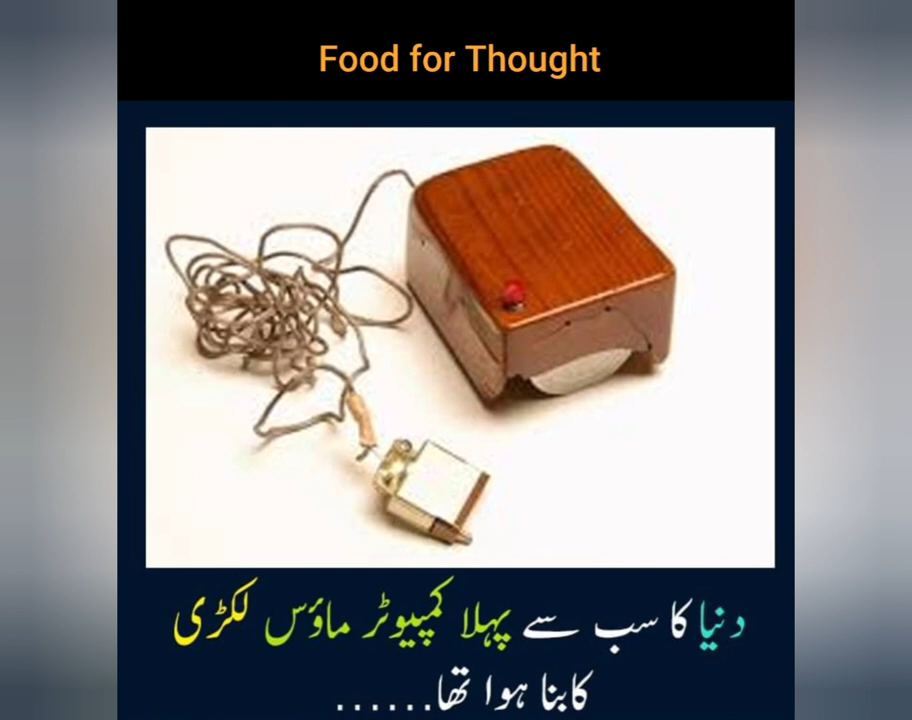 Food for Thought
دنیا کا سب سے پہلا کمپیوٹر ماؤس لکڑی
کا بنا ہوا تھا......